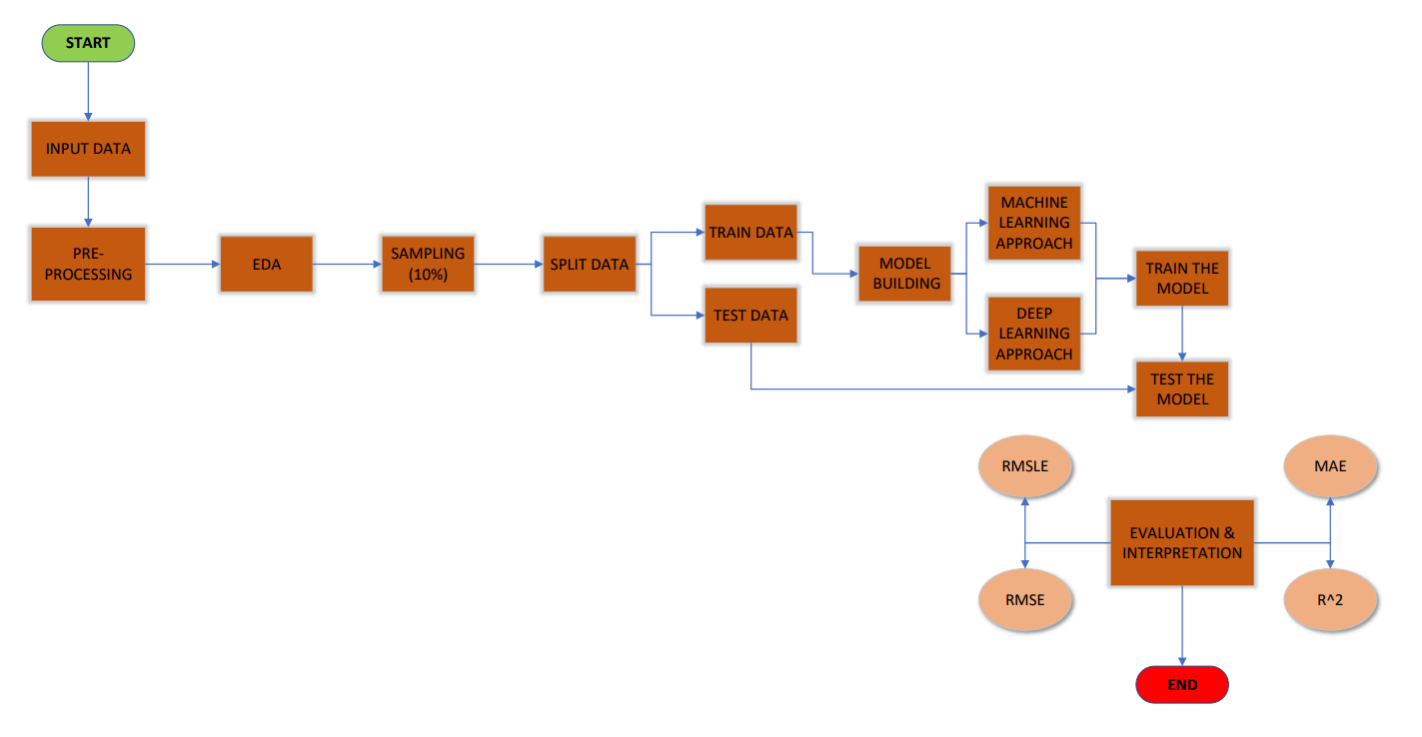 START
INPUT DATA
PRE-
PROCESSING
EDA
SAMPLING
(10%)
SPLIT DATA
TRAIN DATA
TEST DATA
MODEL
BUILDING
MACHINE
LEARNING
APPROACH
DEEP
LEARNING
APPROACH
TRAIN THE
MODEL
TEST THE
MODEL
RMSLE
MAE
EVALUATION &
INTERPRETATION
RMSE
R^2
END